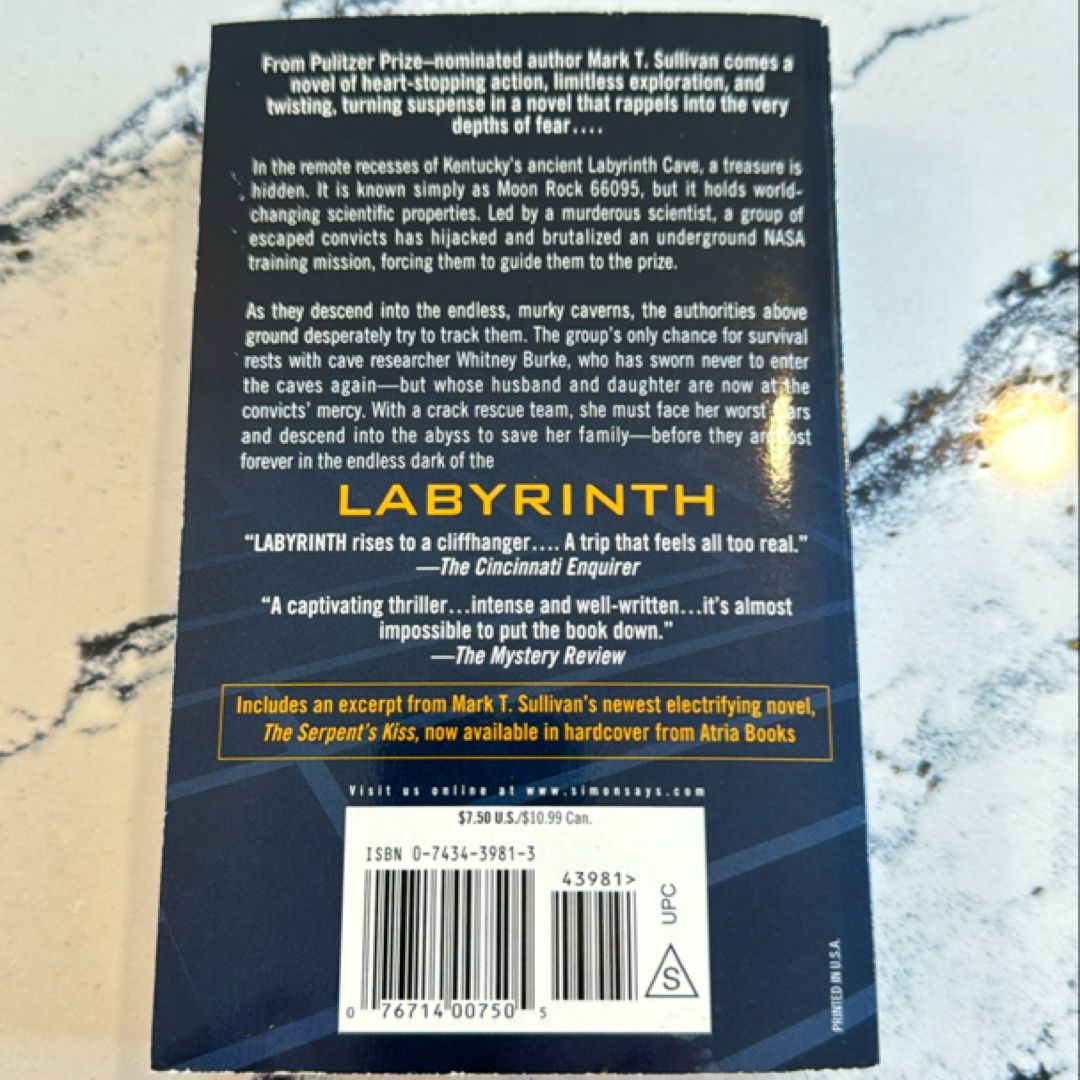 From Pulitzer Prize–nominated author Mark T. Sullivan comes a
novel of heart-stopping action, limitless exploration, and
twisting, turning suspense in a novel that rappels into the very
depths of fear....
In the remote recesses of Kentucky's ancient Labyrinth Cave, a treasure is
hidden. It is known simply as Moon Rock 66095, but it holds world-
changing scientific properties. Led by a murderous scientist, a group of
escaped convicts has hijacked and brutalized an underground NASA
training mission, forcing them to guide them to the prize.
As they descend into the endless, murky caverns, the authorities above
ground desperately try to track them. The group's only chance for survival
rests with cave researcher Whitney Burke, who has sworn never to enter
the caves again—but whose husband and daughter are now at the
convicts' mercy. With a crack rescue team, she must face her worst
and descend into the abyss to save her family—before they
forever in the endless dark of the
LABYRINTH
“LABYRINTH rises to a cliffhanger.... A trip that feels all too real.”
—The Cincinnati Enquirer
“A captivating thriller...intense and well-written...it's almost
impossible to put the book down.”
—The Mystery Review
Includes an excerpt from Mark T. Sullivan's newest electrifying novel,
The Serpent's Kiss, now available in hardcover from Atria Books
Visit us online at www.simonsays.com
$7.50 U.S./$10.99 Can.
ISBN 0-7434-3981-3
43981>
UPC
S
0 76714 00750 5
PRINTED IN U.S.A.